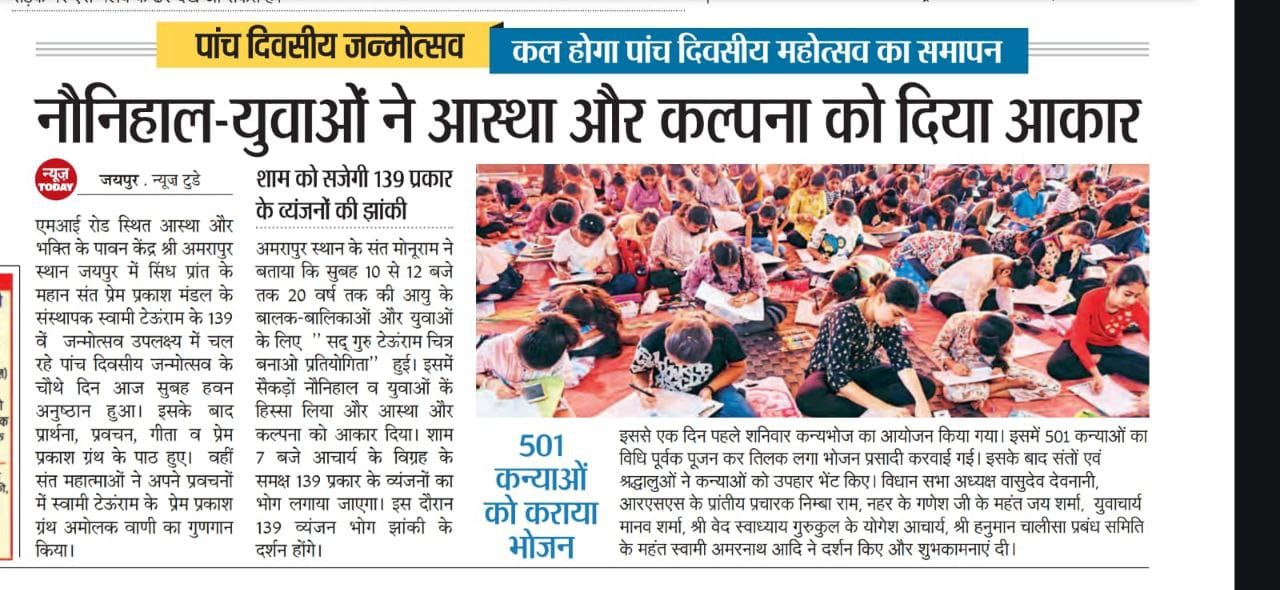 पांच दिवसीय जन्मोत्सव
कल होगा पांच दिवसीय महोत्सव का समापन
नौनिहाल-युवाओं ने आस्था और कल्पना को दिया आकार
न्यूज़
TODAY
जयपुर . न्यूज टुडे
एमआई रोड स्थित आस्था और
भक्ति के पावन केंद्र श्री अमरापुर
स्थान जयपुर में सिंध प्रांत के
महान संत प्रेम प्रकाश मंडल के
संस्थापक स्वामी टेऊंराम के 139
वें जन्मोत्सव उपलक्ष्य में चल
रहे पांच दिवसीय जन्मोत्सव के
चौथे दिन आज सुबह हवन
अनुष्ठान हुआ। इसके बाद
प्रार्थना, प्रवचन, गीता व प्रेम
प्रकाश ग्रंथ के पाठ हुए। वहीं
संत महात्माओं ने अपने प्रवचनों
में स्वामी टेऊंराम के प्रेम प्रकाश
ग्रंथ अमोलक वाणी का गुणगान
किया।
शाम को सजेगी 139 प्रकार
के व्यंजनों की झांकी
अमरापुर स्थान के संत मोनूराम ने
बताया कि सुबह 10 से 12 बजे
तक 20 वर्ष तक की आयु के
बालक-बालिकाओं और युवाओं
के लिए '' सद् गुरु टेऊंराम चित्र
बनाओ प्रतियोगिता'' हुई। इसमें
सैकड़ों नौनिहाल व युवाओं कें
हिस्सा लिया और आस्था और
कल्पना को आकार दिया। शाम
7 बजे आचार्य के विग्रह के
समक्ष 139 प्रकार के व्यंजनों का
भोग लगाया जाएगा। इस दौरान
139 व्यंजन भोग झांकी के
दर्शन होंगे।
501
कन्याओं
को कराया
भोजन
इससे एक दिन पहले शनिवार कन्यभोज का आयोजन किया गया। इसमें 501 कन्याओं का
विधि पूर्वक पूजन कर तिलक लगा भोजन प्रसादी करवाई गई। इसके बाद संतों एवं
श्रद्धालुओं ने कन्याओं को उपहार भेंट किए। विधान सभा अध्यक्ष वासुदेव देवनानी,
आरएसएस के प्रांतीय प्रचारक निम्बा राम, नहर के गणेश जी के महंत जय शर्मा, युवाचार्य
मानव शर्मा, श्री वेद स्वाध्याय गुरुकुल के योगेश आचार्य, श्री हनुमान चालीसा प्रबंध समिति
के महंत स्वामी अमरनाथ आदि ने दर्शन किए और शुभकामनाएं दी।